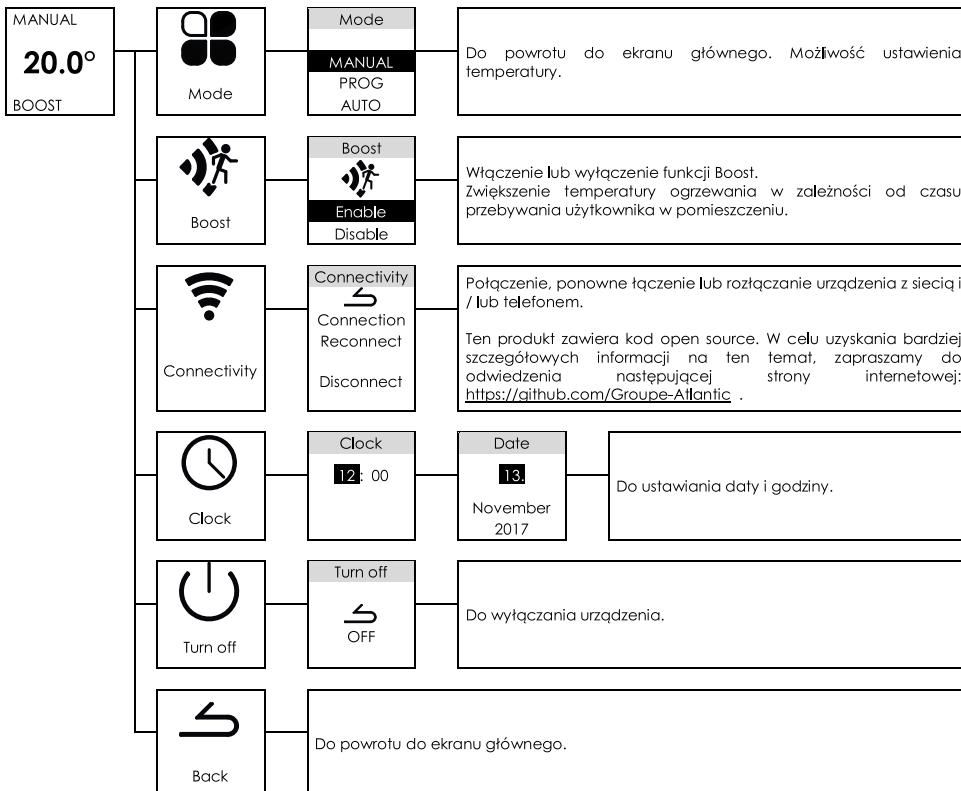 MANUAL
20.0°
BOOST
Mode
Mode
MANUAL
PROG
AUTO
Do powrotu do ekranu głównego. Możliwość ustawienia
temperatury.
Boost
Boost
Enable
Disable
Włączenie lub wyłączenie funkcji Boost.
Zwiększenie temperatury ogrzewania w zależności od czasu
przebywania użytkownika w pomieszczeniu.
Connectivity
Connectivity
Connection
Reconnect
Disconnect
Połączenie, ponowne łączenie lub rozłączanie urządzenia z siecią i
/ lub telefonem.
Ten produkt zawiera kod open source. W celu uzyskania bardziej
szczegółowych informacji na ten temat, zapraszamy do
odwiedzenia następującej strony internetowej:
https://github.com/Groupe-Atlantic .
Clock
Clock
12: 00
Date
13.
November
2017
Do ustawiania daty i godziny.
Turn off
Turn off
OFF
Do wyłączania urządzenia.
Back
Do powrotu do ekranu głównego.